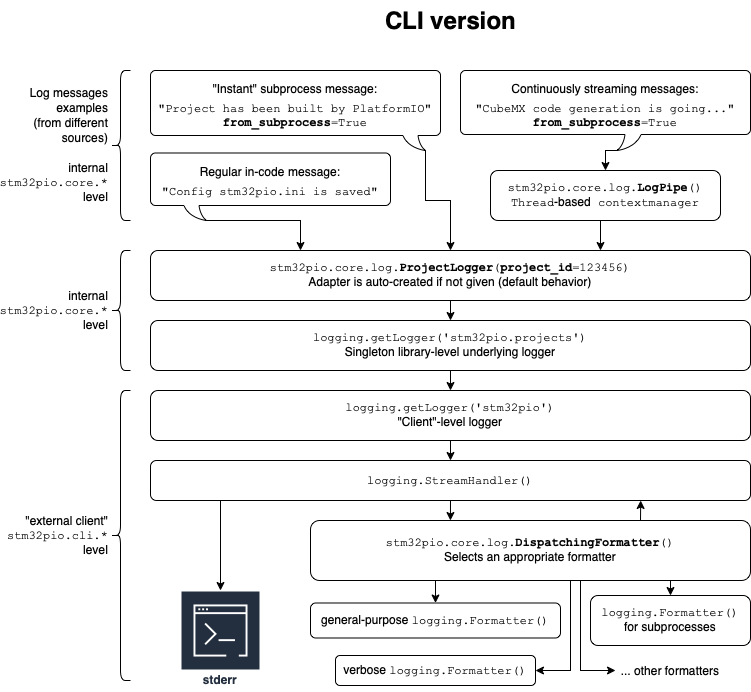 CLI version
Log messages
examples
(from different
sources)
internal
stm32pio.core.*
level
"Instant" subprocess message:
"Project has been built by PlatformIO"
from_subprocess=True
Continuously streaming messages:
"CubeMX code generation is going..."
from_subprocess=True
Regular in-code message:
"Config stm32pio.ini is saved"
stm32pio.core.log.LogPipe()
Thread-based contextmanager
internal
stm32pio.core.*
level
stm32pio.core.log.ProjectLogger(project_id=123456)
Adapter is auto-created if not given (default behavior)
logging.getLogger('stm32pio.projects')
Singleton library-level underlying logger
"external client"
stm32pio.cli.*
level
logging.getLogger('stm32pio')
"Client"-level logger
logging.StreamHandler()
stm32pio.core.log.DispatchingFormatter()
Selects an appropriate formatter
general-purpose logging.Formatter()
logging.Formatter()
for subprocesses
verbose logging.Formatter()
... other formatters
stderr